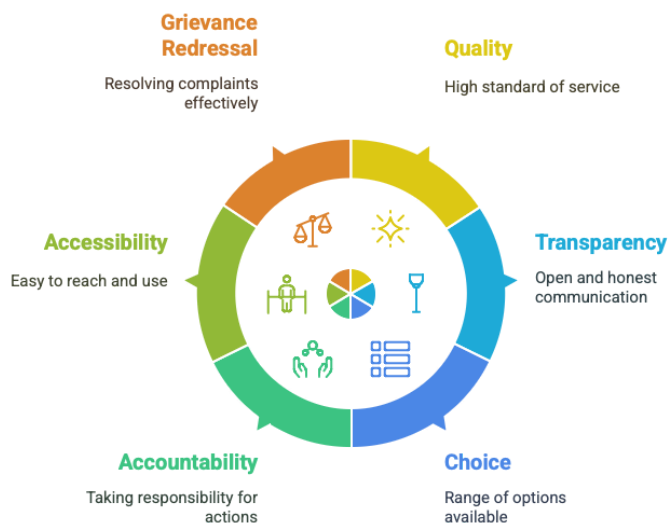 Grievance
Redressal
Resolving complaints
effectively
Quality
High standard of service
Accessibility
Easy to reach and use
Transparency
Open and honest
communication
Accountability
Taking responsibility for
actions
Choice
Range of options
available